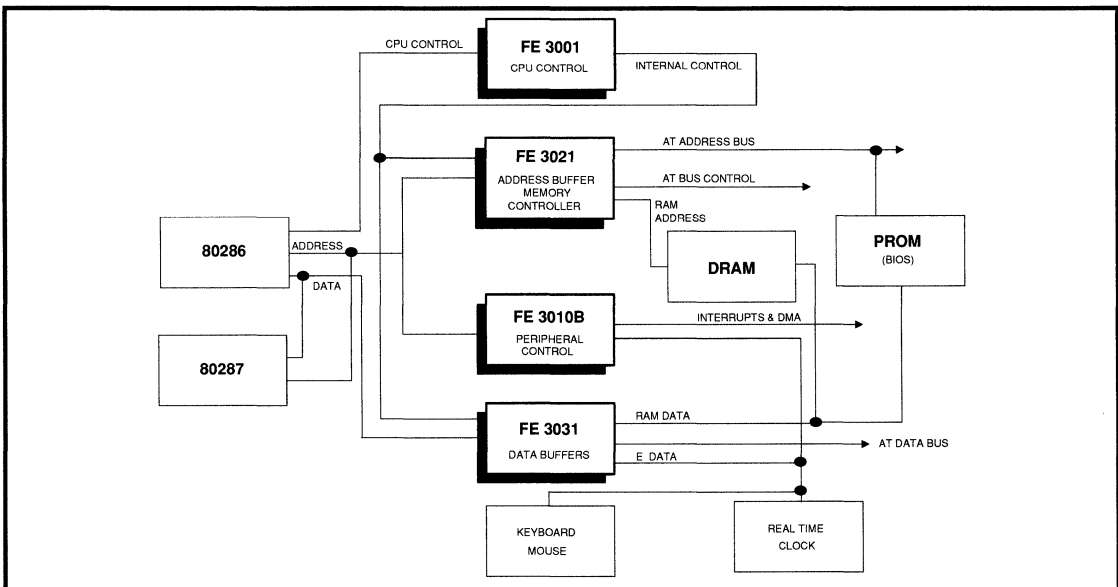 CPU CONTROL
FE 3001
CPU CONTROL
INTERNAL CONTROL
FE 3021
ADDRESS BUFFER
MEMORY
CONTROLLER
AT ADDRESS BUS
AT BUS CONTROL
RAM
ADDRESS
80286
ADDRESS
DATA
DRAM
PROM
(BIOS)
80287
FE 3010B
PERIPHERAL
CONTROL
INTERRUPTS & DMA
FE 3031
DATA BUFFERS
RAM DATA
AT DATA BUS
E DATA
KEYBOARD
MOUSE
REAL TIME
CLOCK